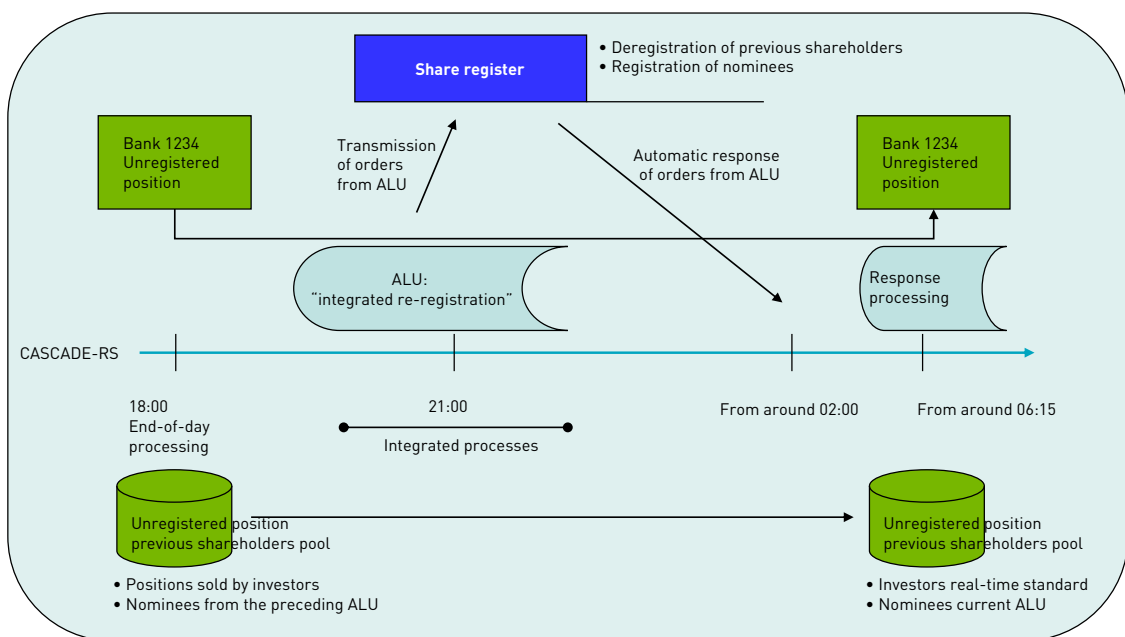 Share register
• Deregistration of previous shareholders
• Registration of nominees
Bank 1234
Unregistered
position
Transmission
of orders
from ALU
Automatic response
of orders from ALU
Bank 1234
Unregistered
position
ALU:
“integrated re-registration”
Response
processing
CASCADE-RS
18:00
End-of-day
processing
21:00
Integrated processes
From around 02:00
From around 06:15
Unregistered position
previous shareholders pool
• Positions sold by investors
• Nominees from the preceding ALU
Unregistered position
previous shareholders pool
• Investors real-time standard
• Nominees current ALU